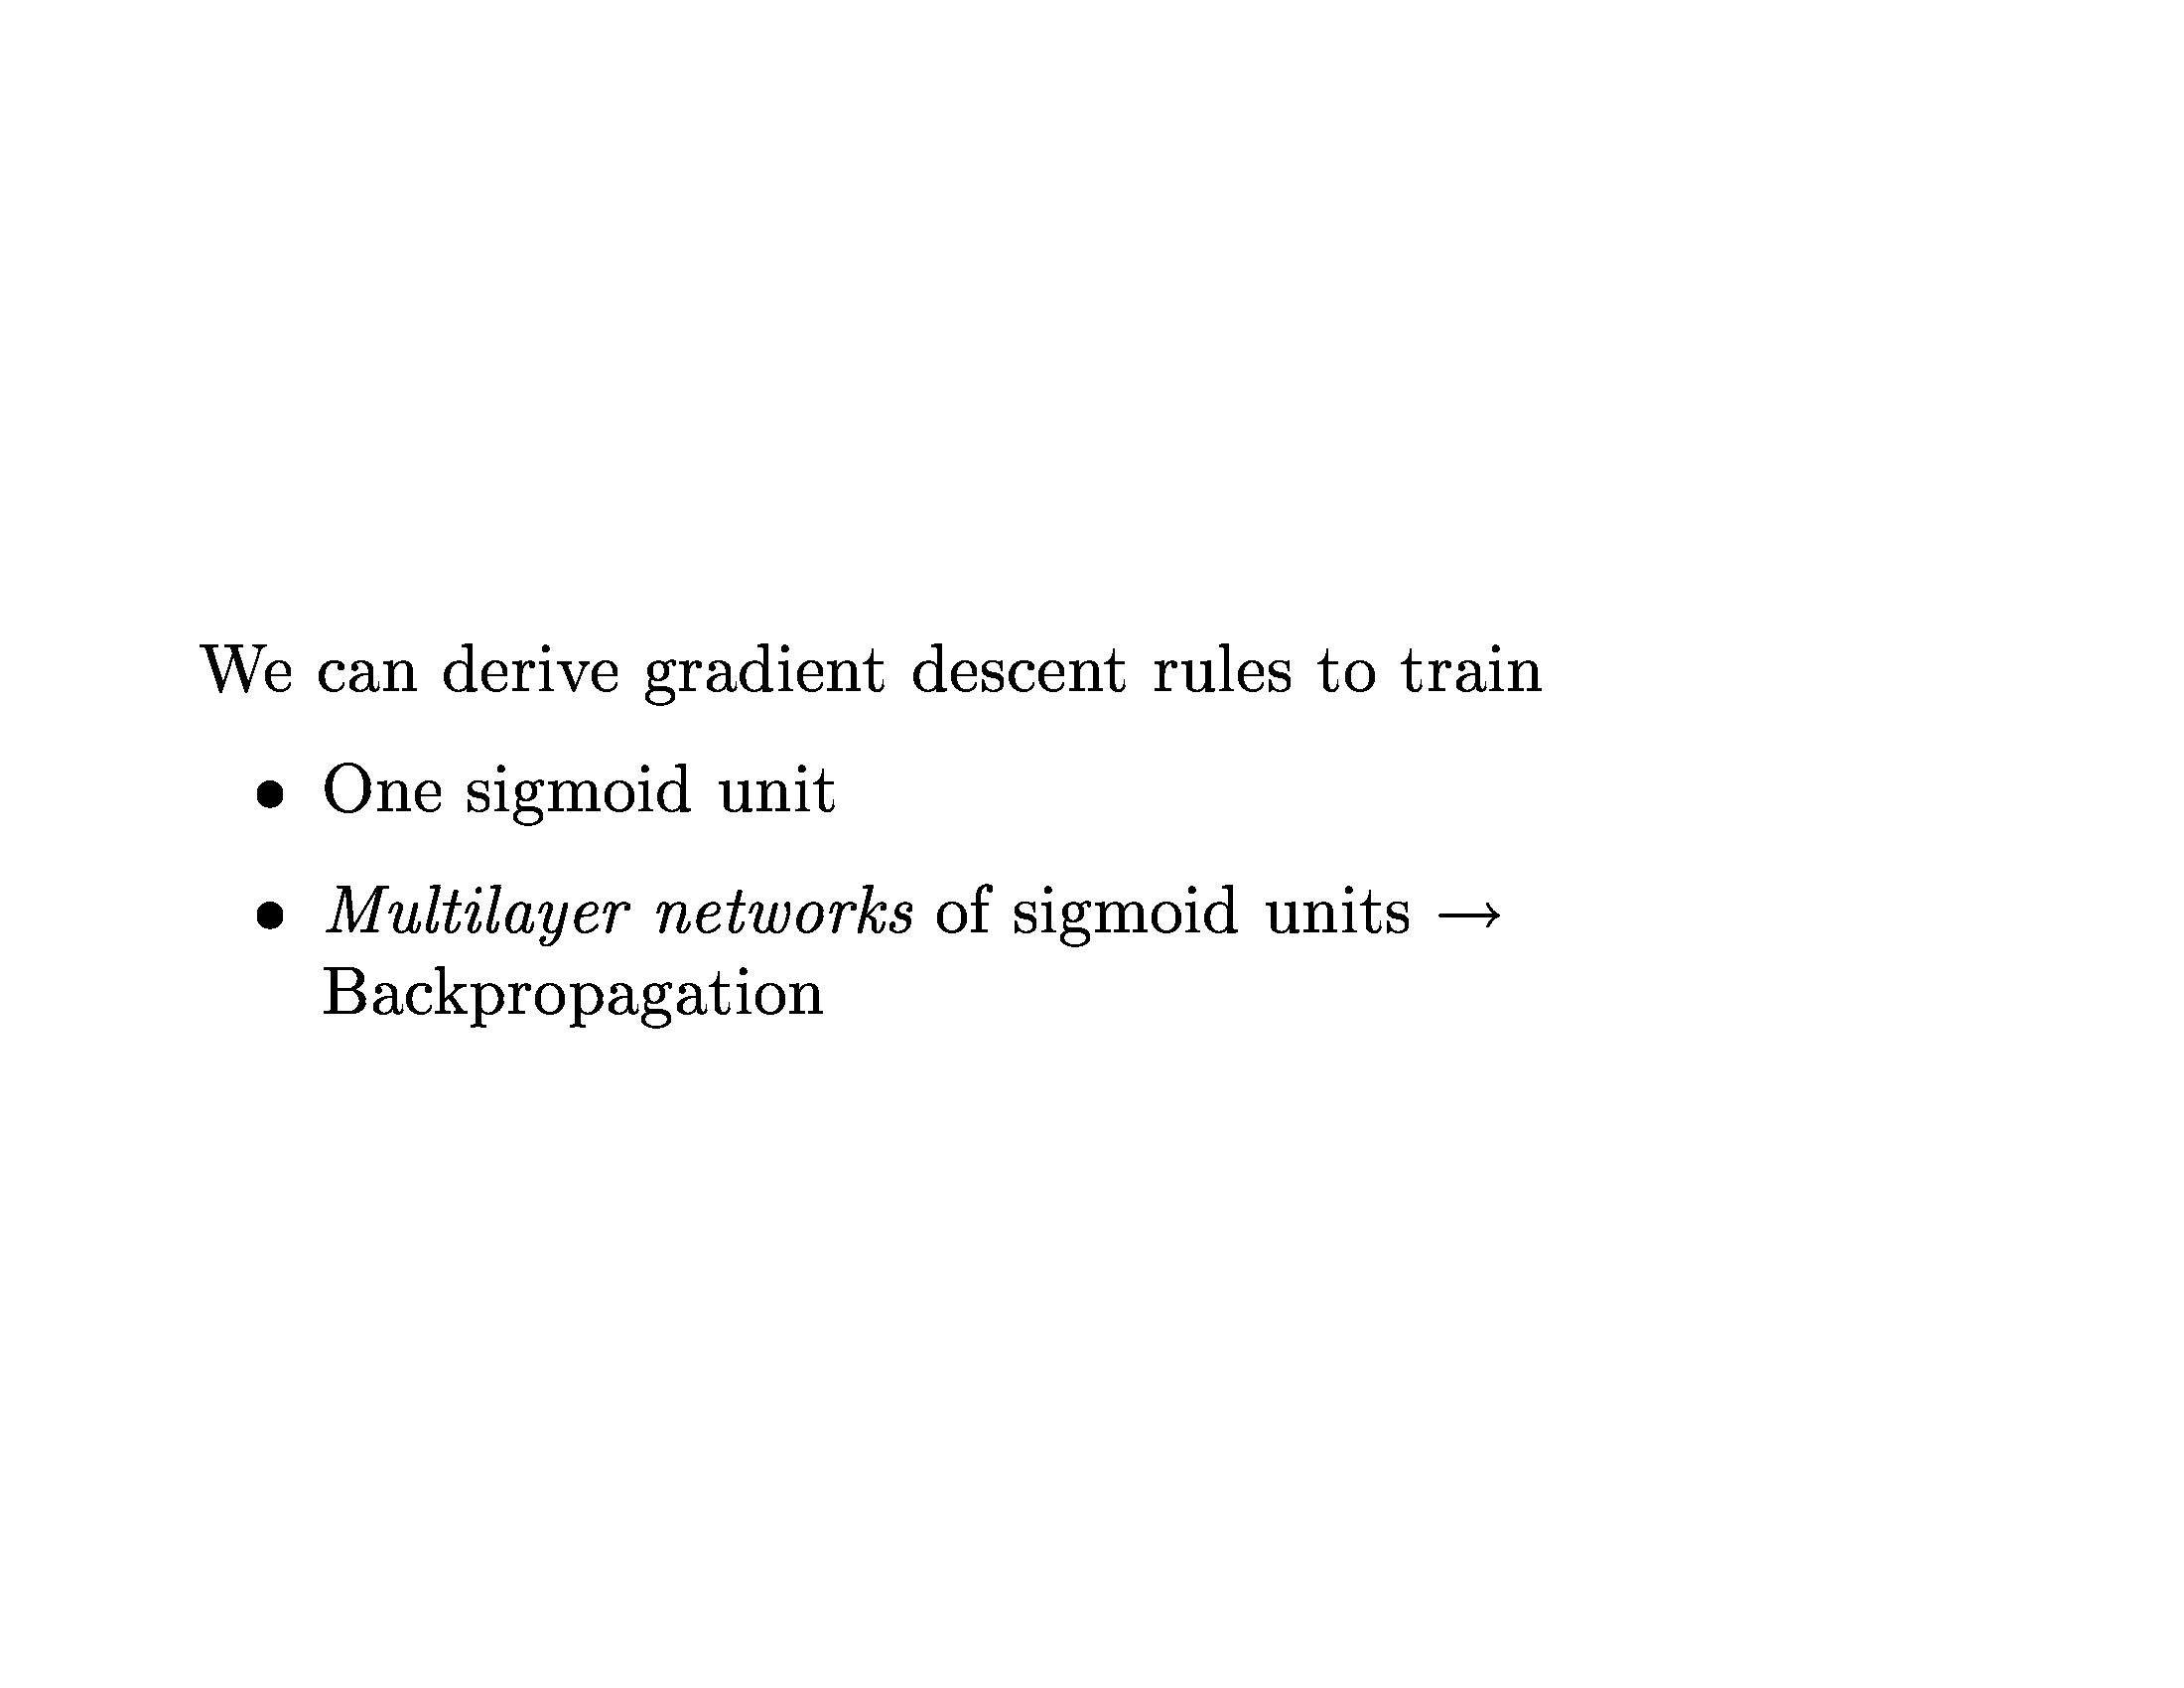 We can derive gradient descent rules to train
• One sigmoid unit
• Multilayer networks of sigmoid units →
Backpropagation